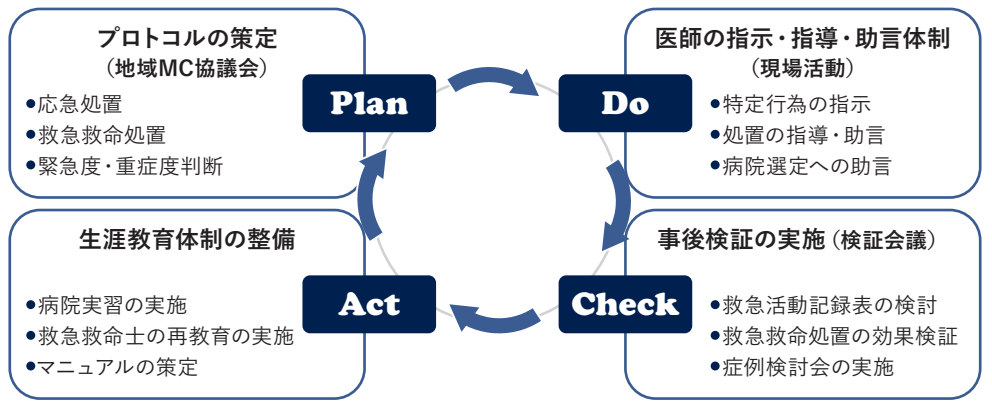 プロトコルの策定
（地域MC協議会）
Plan
●応急処置
●救急救命処置
●緊急度・重症度判断
医師の指示・指導・助言体制
（現場活動）
Do
●特定行為の指示
●処置の指導・助言
●病院選定への助言
生涯教育体制の整備
Act
●病院実習の実施
●救急救命士の再教育の実施
●マニュアルの策定
事後検証の実施（検証会議）
Check
●救急活動記録表の検討
●救急救命処置の効果検証
●症例検討会の実施